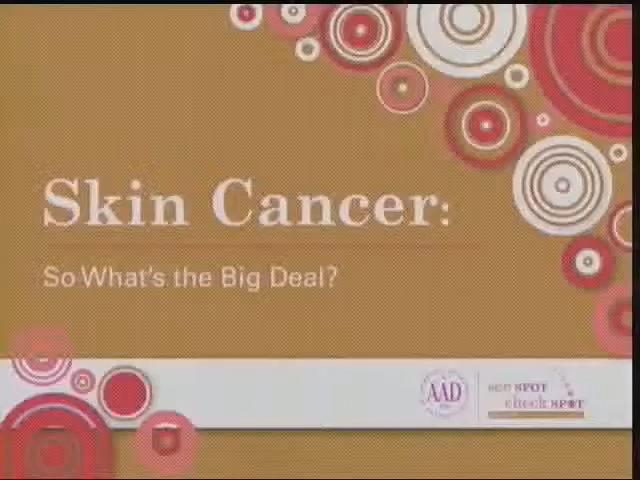 Skin Cancer:
So What's the Big Deal?
AAD
SPOT
check SPOT